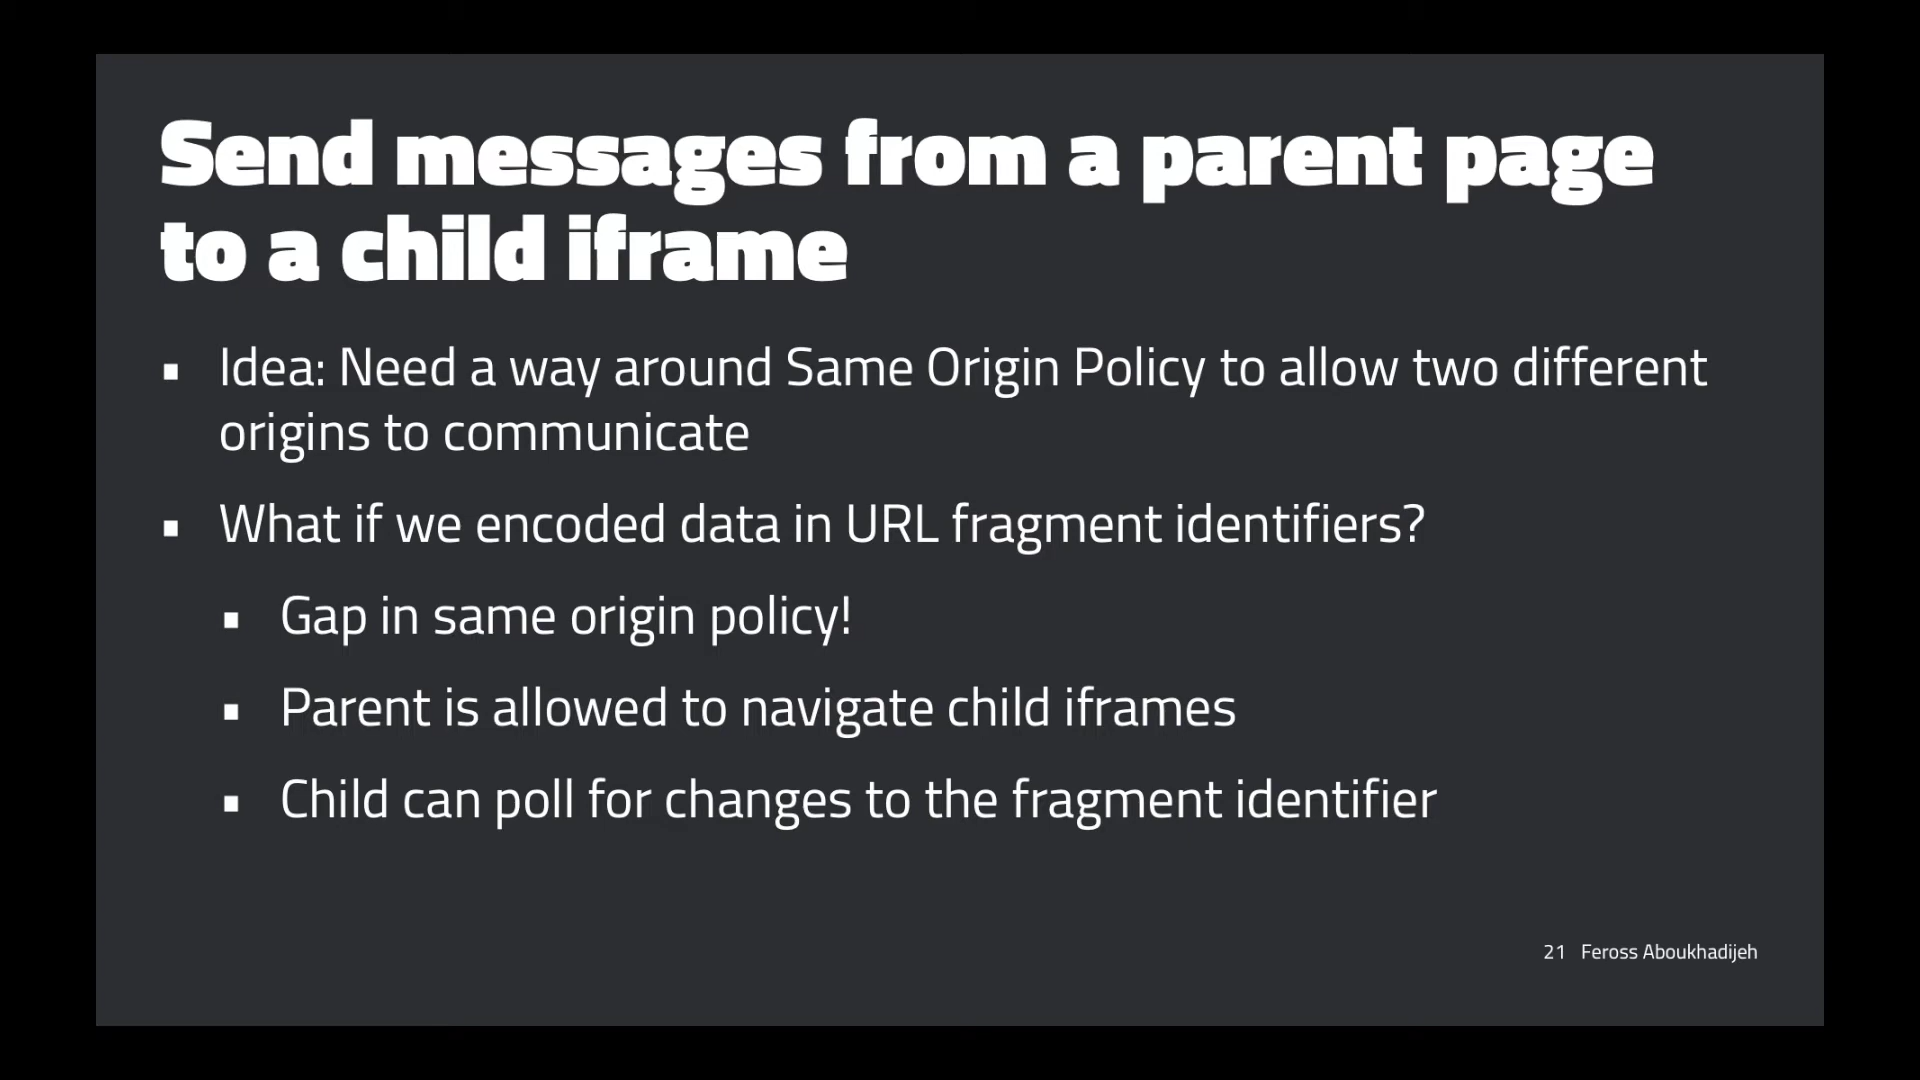 Send messages from a parent page
to a child iframe
▪ Idea: Need a way around Same Origin Policy to allow two different
origins to communicate
▪ What if we encoded data in URL fragment identifiers?
▪ Gap in same origin policy!
▪ Parent is allowed to navigate child iframes
▪ Child can poll for changes to the fragment identifier
21 Feross Aboukhadijeh